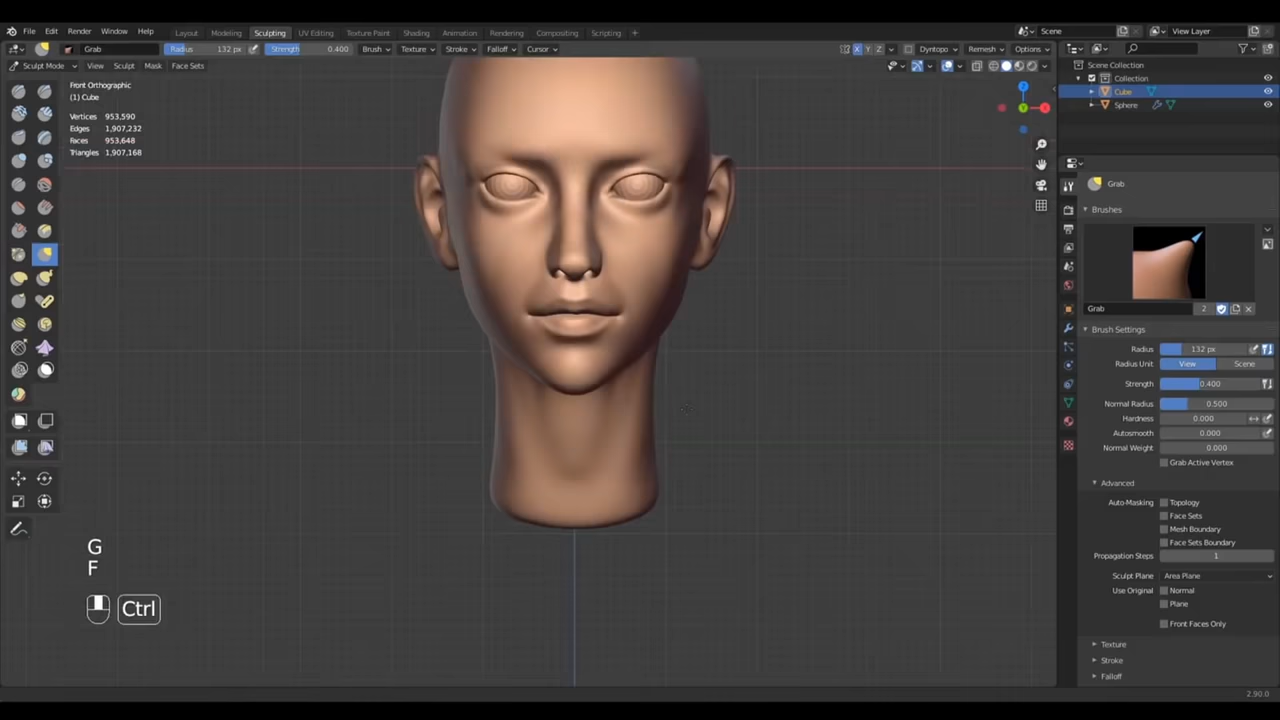 File Edit Render Window Help Layout Modeling Sculpting UV Editing Texture Paint Shading Animation Rendering Compositing Scripting + Scene View Layer
Grab Radius 132 px Strength 0.400 Brush Texture Stroke Falloff Cursor X Y Z Dyntopo Remesh Options
Sculpt Mode View Sculpt Mask Face Sets
Scene Collection
Collection
Cube
Sphere
Front Orthographic
(1) Cube
Vertices 953,590
Edges 1,907,232
Faces 953,648
Triangles 1,907,168
Z
Y
X
Grab
Brushes
Grab 2
Brush Settings
Radius 132 px
Radius Unit View Scene
Strength 0.400
Normal Radius 0.500
Hardness 0.000
Autosmooth 0.000
Normal Weight 0.000
Grab Active Vertex
Advanced
Auto-Masking Topology
Face Sets
Mesh Boundary
Face Sets Boundary
Propagation Steps 1
Sculpt Plane Area Plane
Use Original Normal
Plane
Front Faces Only
Texture
Stroke
Falloff
G
F
Ctrl
2.90.0